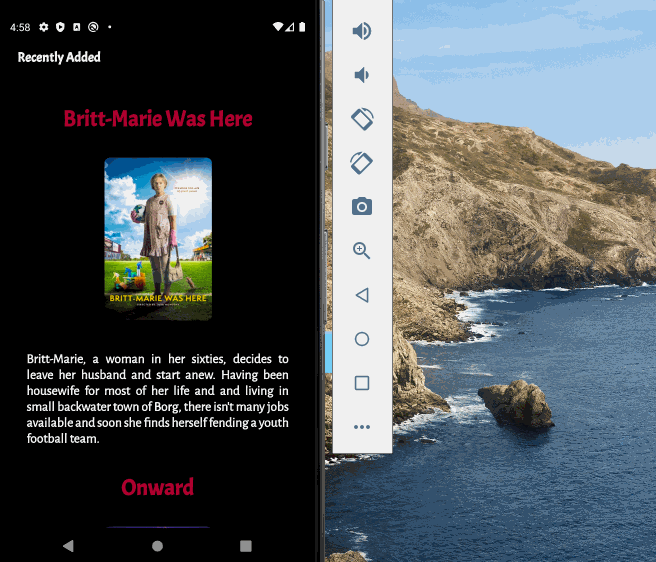 4:58
Recently Added
Britt-Marie Was Here
BRITT-MARIE WAS HERE
Britt-Marie, a woman in her sixties, decides to
leave her husband and start anew. Having been
housewife for most of her life and and living in
small backwater town of Borg, there isn't many jobs
available and soon she finds herself fending a youth
football team.
Onward